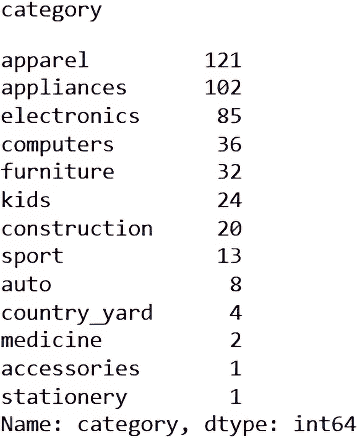 category
apparel 121
appliances 102
electronics 85
computers 36
furniture 32
kids 24
construction 20
sport 13
auto 8
country_yard 4
medicine 2
accessories 1
stationery 1
Name: category, dtype: int64